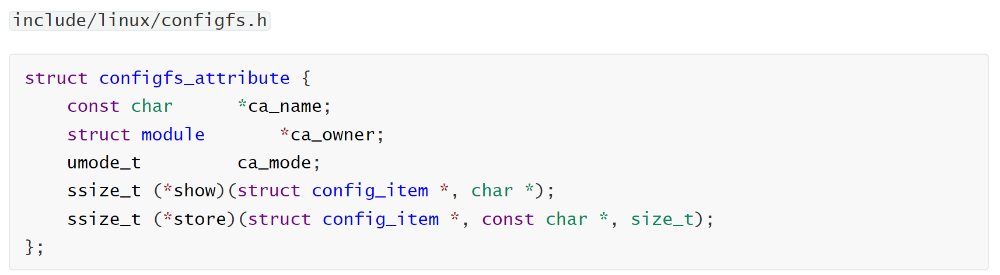 include/linux/configfs.h
struct configfs_attribute {
    const char      *ca_name;
    struct module       *ca_owner;
    umode_t         ca_mode;
    ssize_t (*show)(struct config_item *, char *);
    ssize_t (*store)(struct config_item *, const char *, size_t);
};